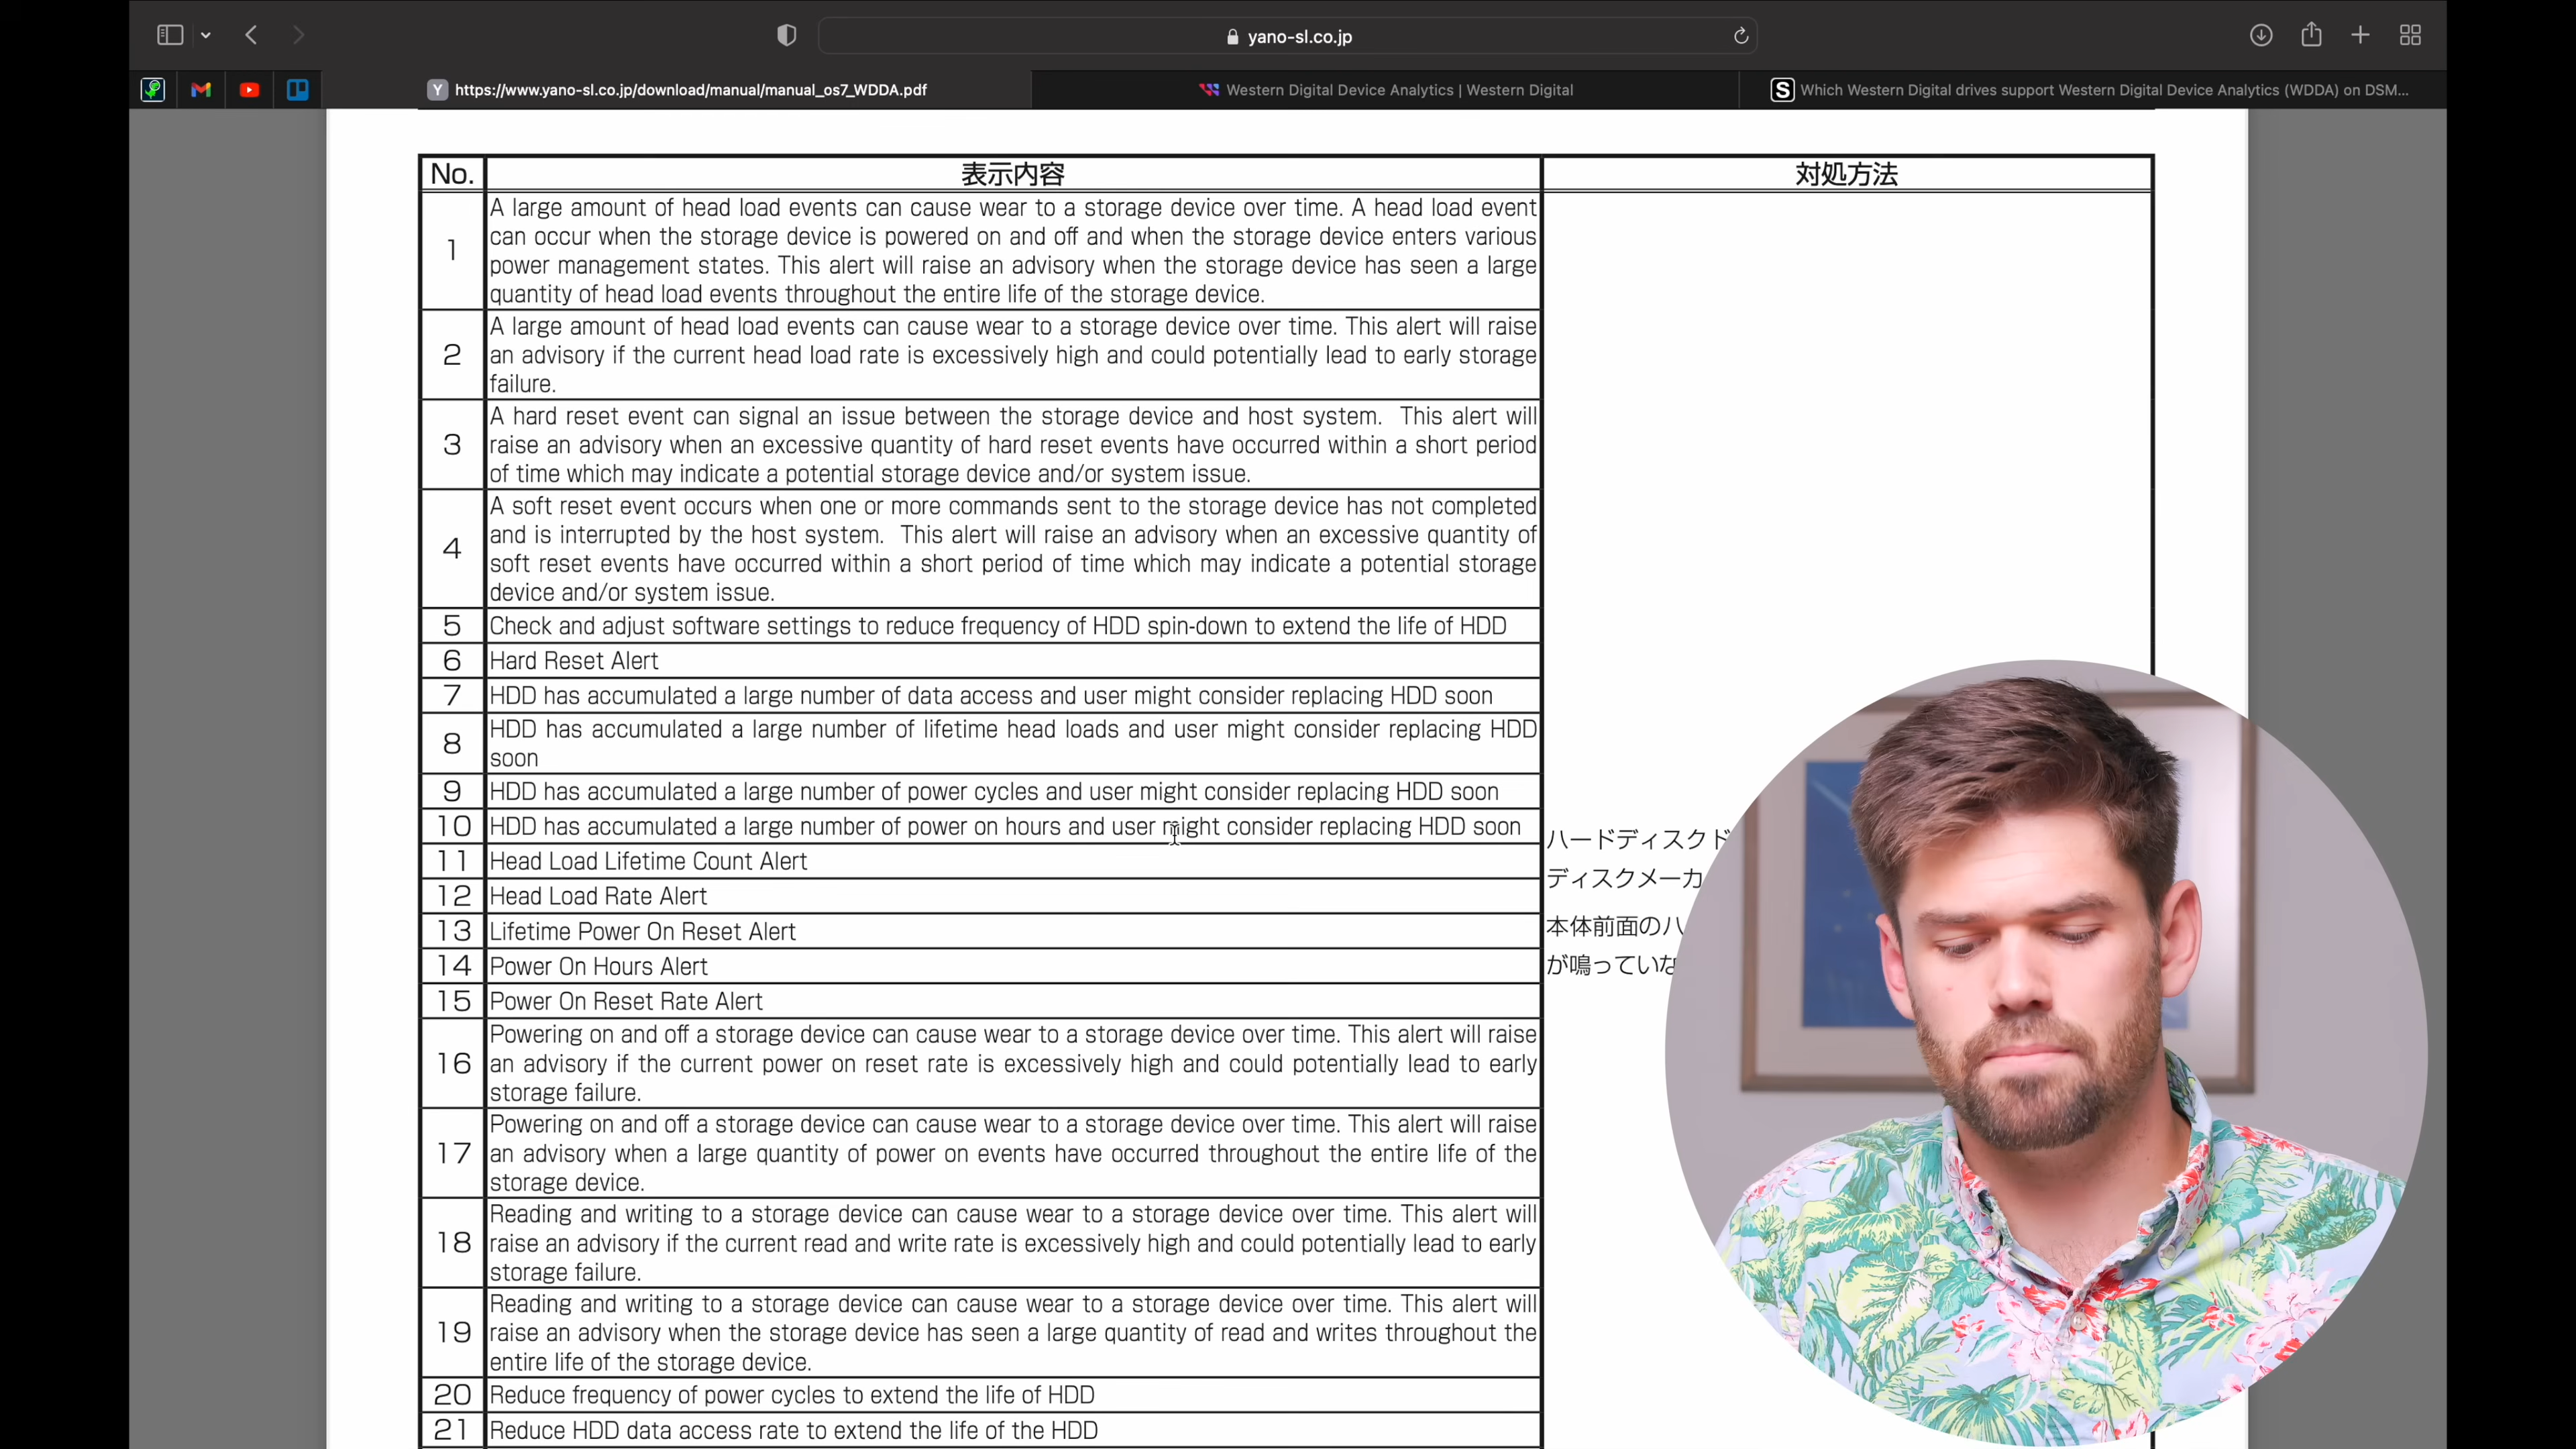 yano-sl.co.jp
Y https://www.yano-sl.co.jp/download/manual/manual_os7_WDDA.pdf
Western Digital Device Analytics | Western Digital
S Which Western Digital drives support Western Digital Device Analytics (WDDA) on DSM...
No. 表示内容 対処方法
1 A large amount of head load events can cause wear to a storage device over time. A head load event
can occur when the storage device is powered on and off and when the storage device enters various
power management states. This alert will raise an advisory when the storage device has seen a large
quantity of head load events throughout the entire life of the storage device.
2 A large amount of head load events can cause wear to a storage device over time. This alert will raise
an advisory if the current head load rate is excessively high and could potentially lead to early storage
failure.
3 A hard reset event can signal an issue between the storage device and host system. This alert will
raise an advisory when an excessive quantity of hard reset events have occurred within a short period
of time which may indicate a potential storage device and/or system issue.
4 A soft reset event occurs when one or more commands sent to the storage device has not completed
and is interrupted by the host system. This alert will raise an advisory when an excessive quantity of
soft reset events have occurred within a short period of time which may indicate a potential storage
device and/or system issue.
5 Check and adjust software settings to reduce frequency of HDD spin-down to extend the life of HDD
6 Hard Reset Alert
7 HDD has accumulated a large number of data access and user might consider replacing HDD soon
8 HDD has accumulated a large number of lifetime head loads and user might consider replacing HDD
soon
9 HDD has accumulated a large number of power cycles and user might consider replacing HDD soon
10 HDD has accumulated a large number of power on hours and user might consider replacing HDD soon
11 Head Load Lifetime Count Alert
12 Head Load Rate Alert
13 Lifetime Power On Reset Alert
14 Power On Hours Alert
15 Power On Reset Rate Alert
16 Powering on and off a storage device can cause wear to a storage device over time. This alert will raise
an advisory if the current power on reset rate is excessively high and could potentially lead to early
storage failure.
17 Powering on and off a storage device can cause wear to a storage device over time. This alert will raise
an advisory when a large quantity of power on events have occurred throughout the entire life of the
storage device.
18 Reading and writing to a storage device can cause wear to a storage device over time. This alert will
raise an advisory if the current read and write rate is excessively high and could potentially lead to early
storage failure.
19 Reading and writing to a storage device can cause wear to a storage device over time. This alert will
raise an advisory when the storage device has seen a large quantity of read and writes throughout the
entire life of the storage device.
20 Reduce frequency of power cycles to extend the life of HDD
21 Reduce HDD data access rate to extend the life of the HDD
ハードディスクド
ディスクメーカ
本体前面のハ
が鳴っていな